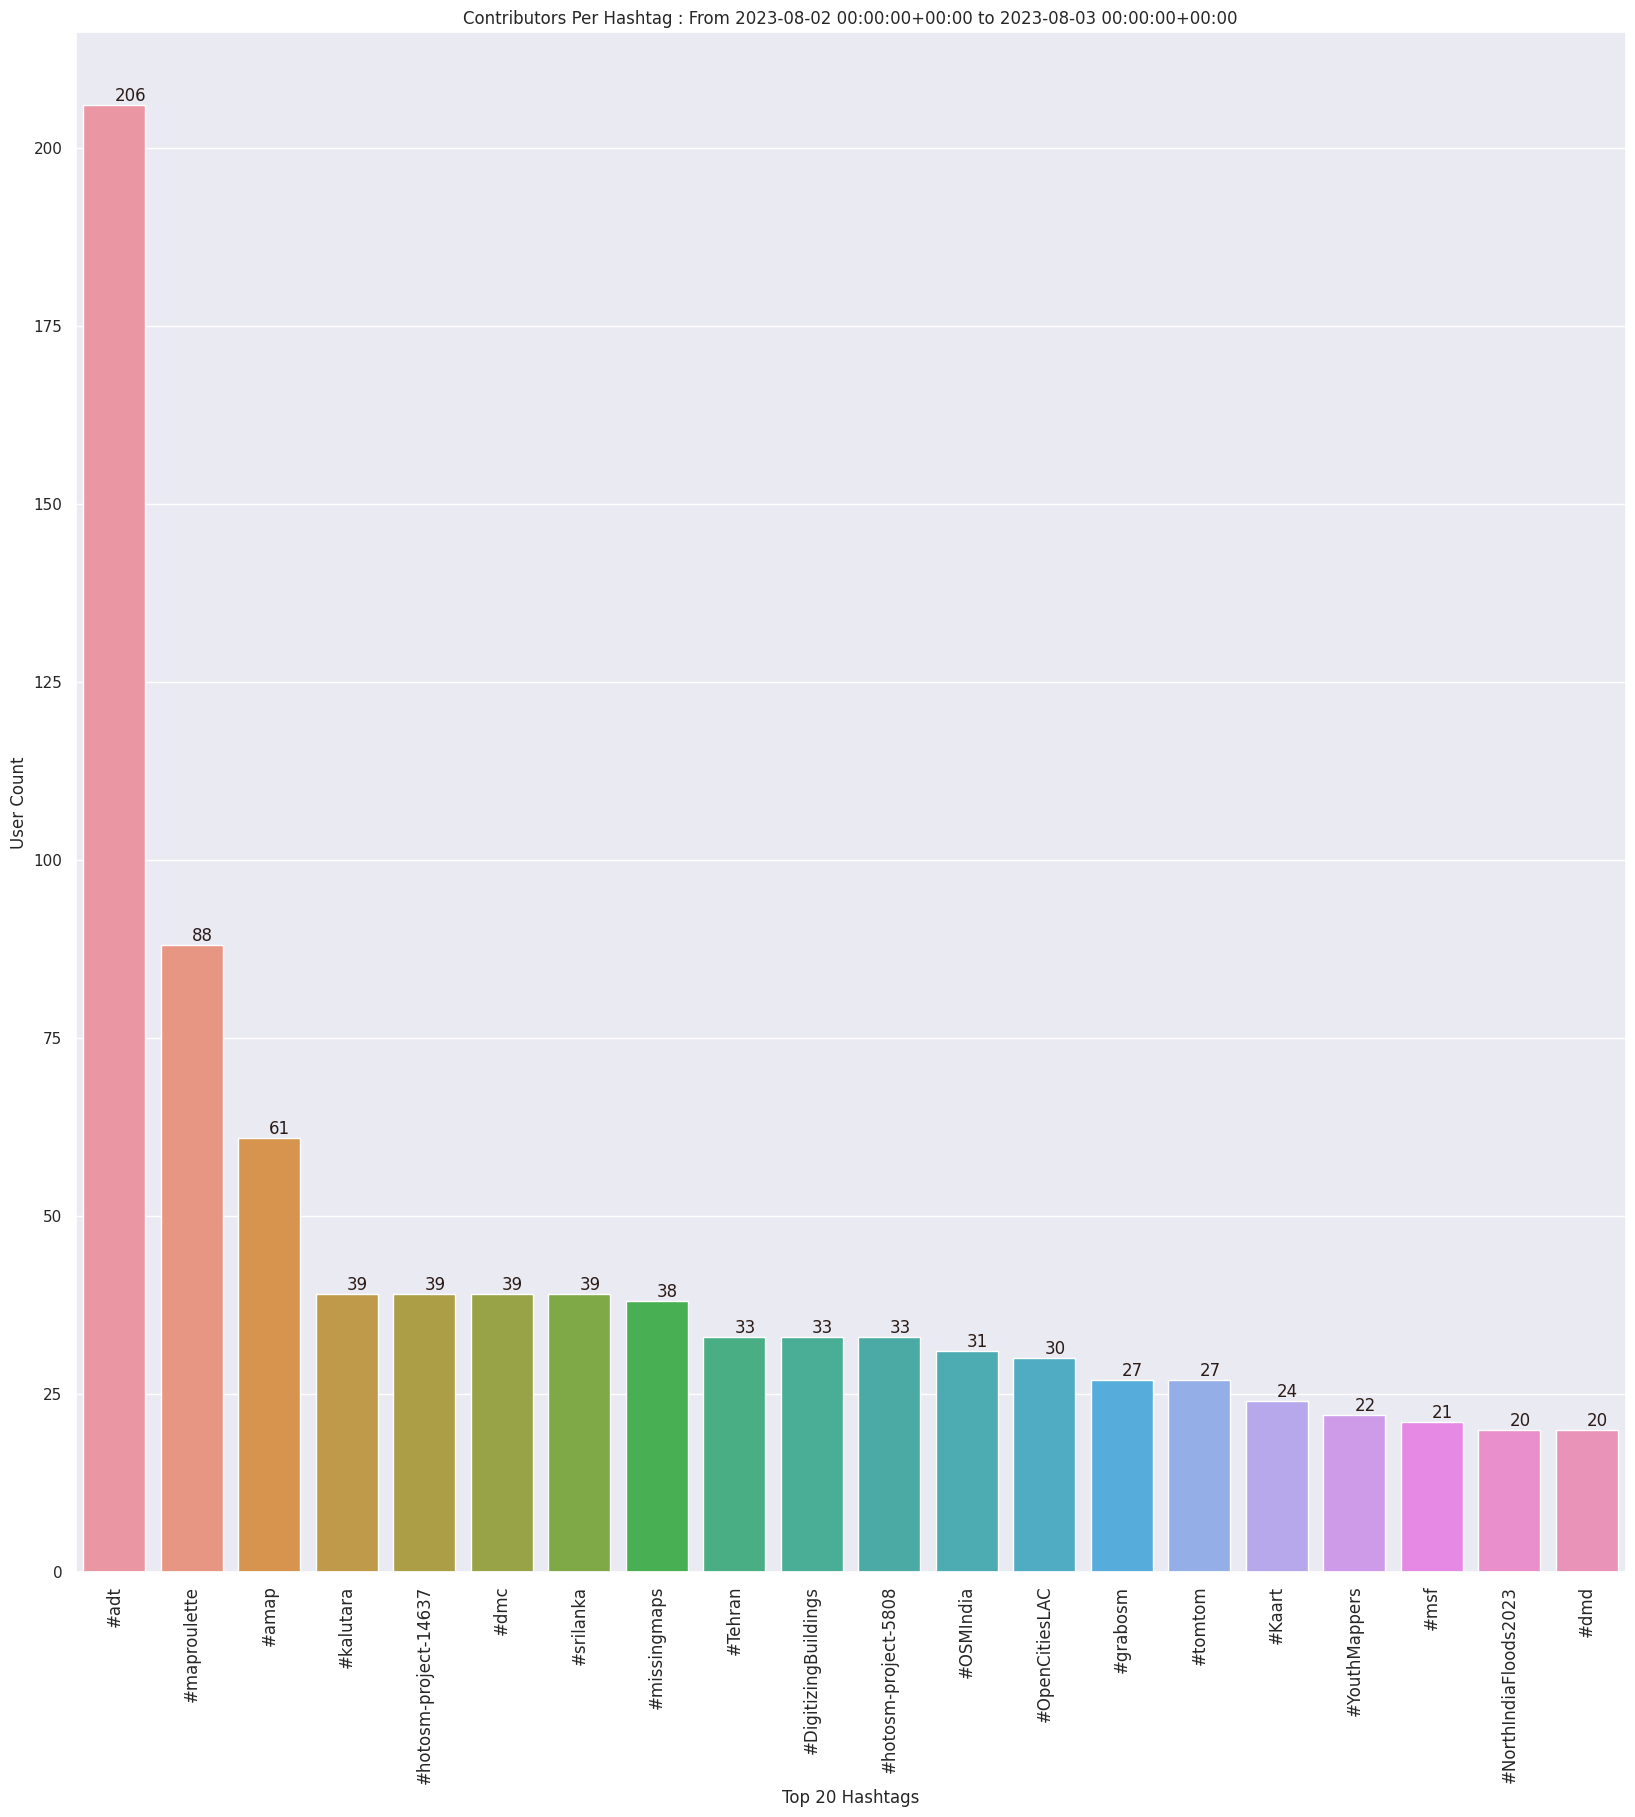 Contributors Per Hashtag : From 2023-08-02 00:00:00+00:00 to 2023-08-03 00:00:00+00:00
User Count
200
175
150
125
100
75
50
25
0
206
88
61
39
39
39
39
38
33
33
33
31
30
27
27
24
22
21
20
20
#adt
#maproulette
#amap
#kalutara
#hotosm-project-14637
#dmc
#srilanka
#missingmaps
#Tehran
#DigitizingBuildings
#hotosm-project-5808
#OSMIndia
#OpenCitiesLAC
#grabosm
#tomtom
#Kaart
#YouthMappers
#msf
#NorthIndiaFloods2023
#dmd
Top 20 Hashtags